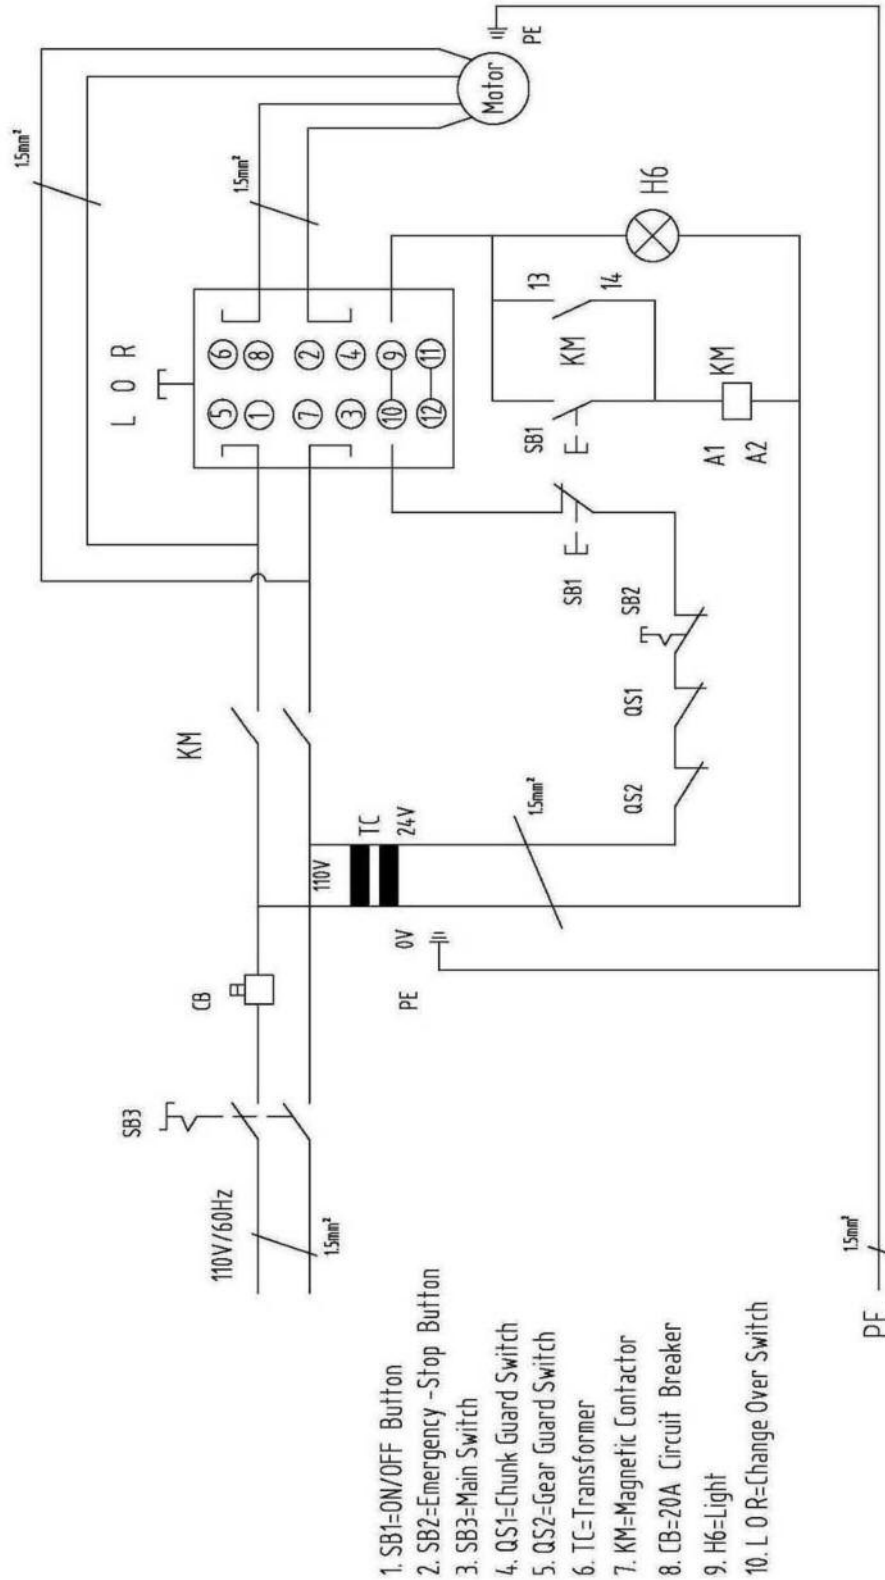 110V/60Hz
1.5mm²
SB3
CB
KM
L O R
1.5mm²
1.5mm²
Motor
PE
110V
TC
24V
0V
PE
5
6
1
8
7
2
3
4
10
9
12
11
QS2
QS1
SB2
SB1
SB1
KM
13
14
A1
A2
KM
H6
1.5mm²
1.5mm²
PE
1. SB1=ON/OFF Button
2. SB2=Emergency-Stop Button
3. SB3=Main Switch
4. QS1=Chunk Guard Switch
5. QS2=Gear Guard Switch
6. TC=Transformer
7. KM=Magnetic Contactor
8. CB=20A Circuit Breaker
9. H6=Light
10. L O R=Change Over Switch